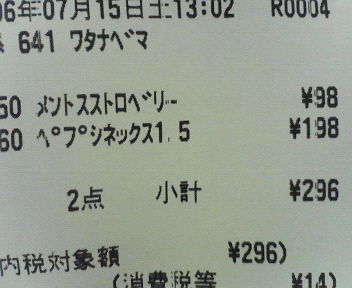 06年07月15日土13:02 R0004
641 ワタナベマ
50 メントスストロベリー ¥98
60 ペプシネックス1.5 ¥198
2点 小計 ¥296
内税対象額 ¥296)
(消費税等 ¥14)